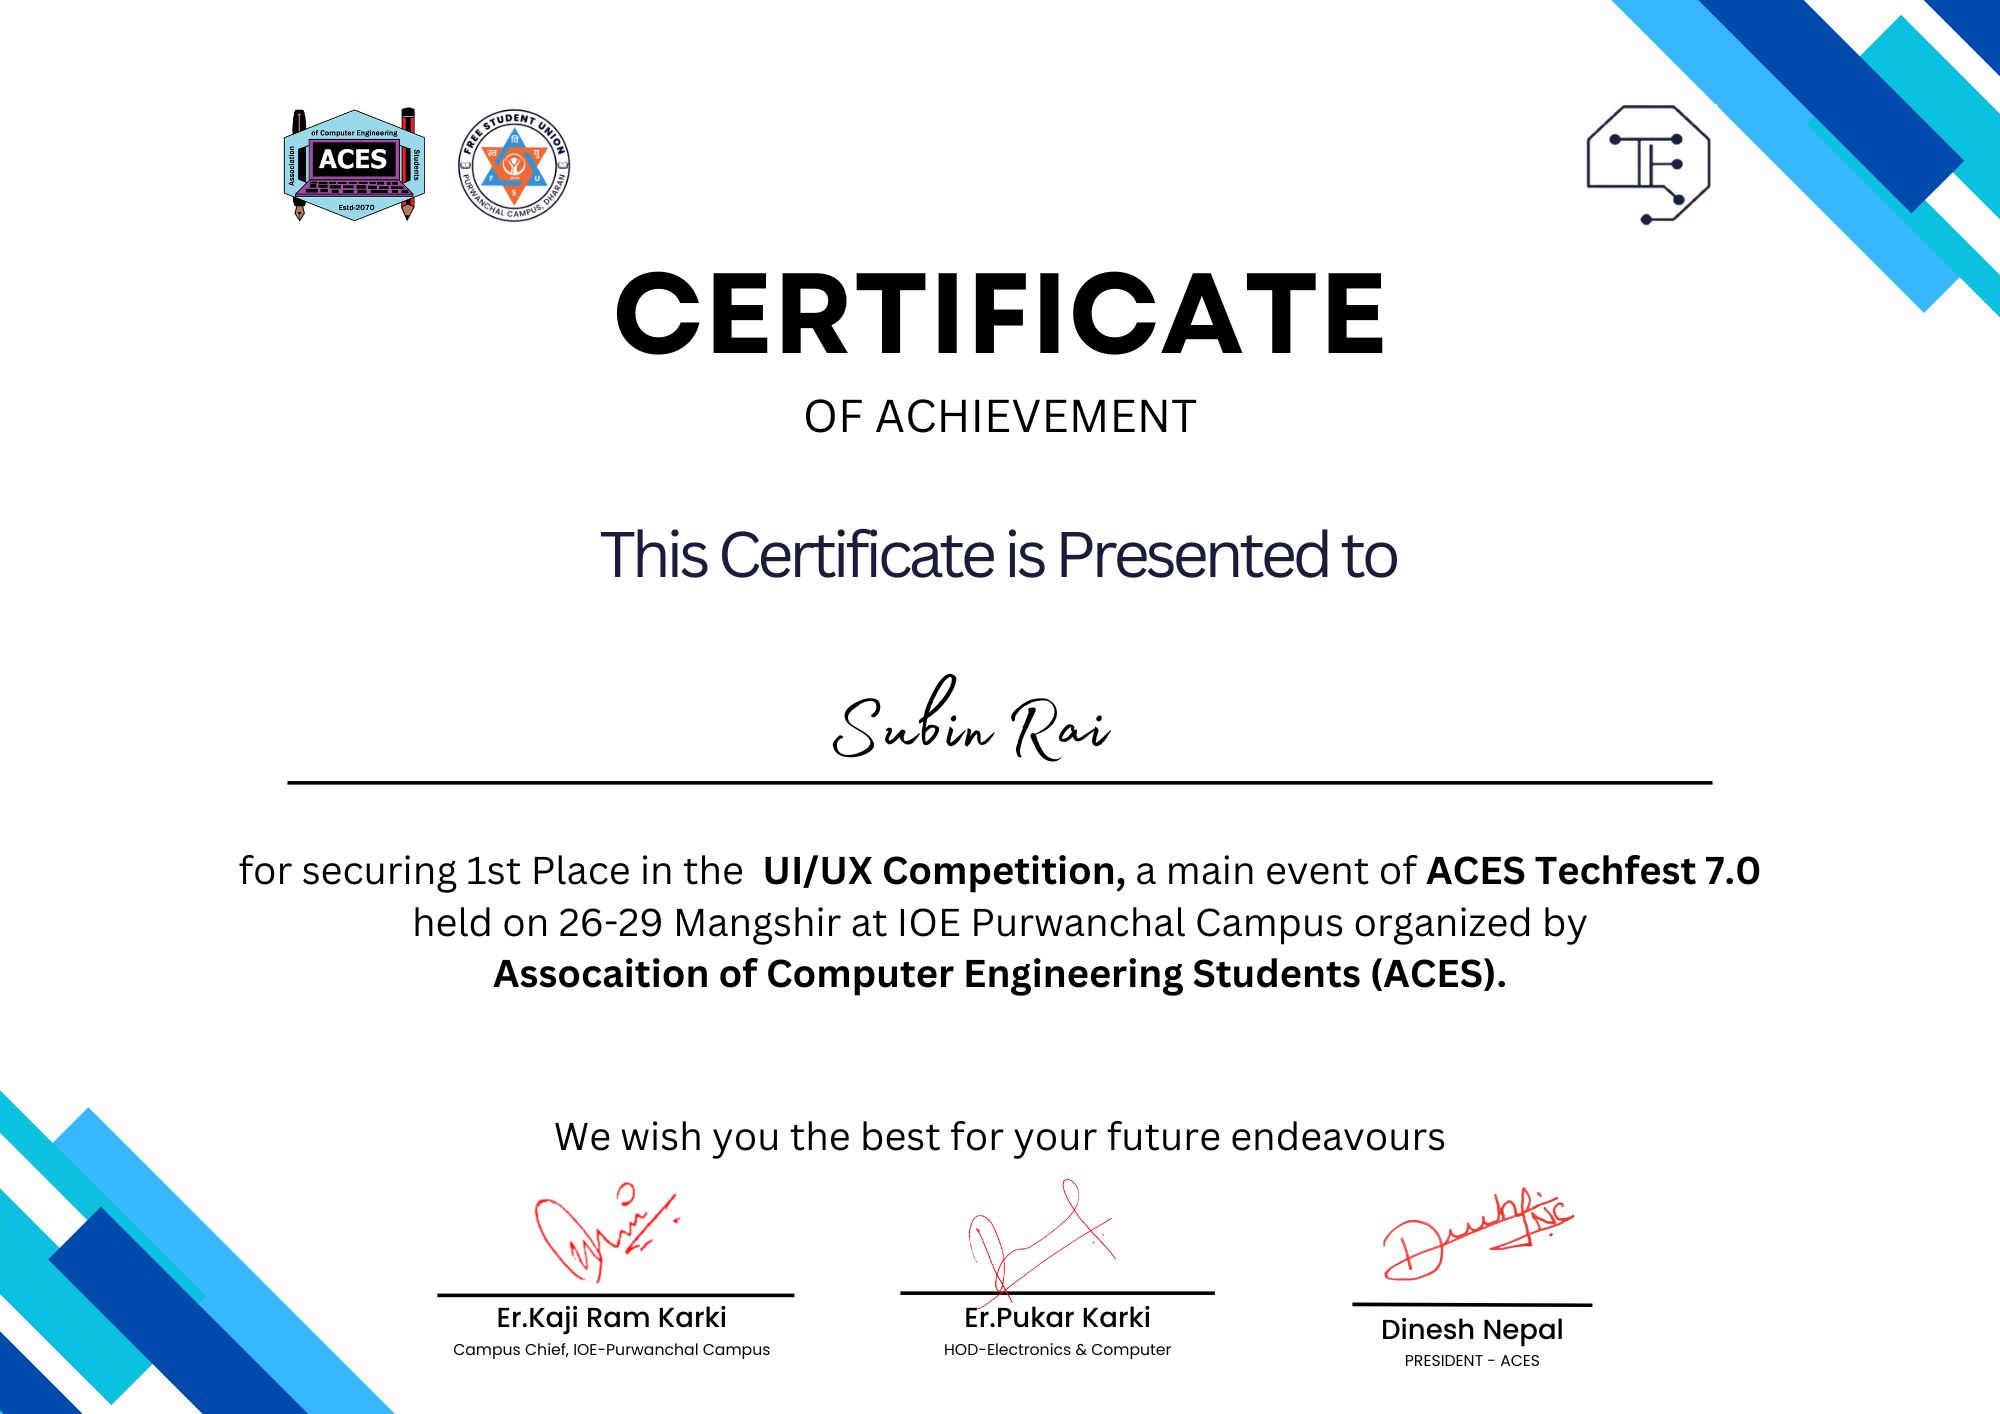 of Computer Engineering
Association
ACES
Students
Estd-2070
FREE STUDENT UNION
वि
स्व
यु
F
U
S
PURWANCHAL CAMPUS, DHARAN
CERTIFICATE
OF ACHIEVEMENT
This Certificate is Presented to
Subin Rai
for securing 1st Place in the UI/UX Competition, a main event of ACES Techfest 7.0
held on 26-29 Mangshir at IOE Purwanchal Campus organized by
Assocaition of Computer Engineering Students (ACES).
We wish you the best for your future endeavours
Er.Kaji Ram Karki
Campus Chief, IOE-Purwanchal Campus
Er.Pukar Karki
HOD-Electronics & Computer
Dinesh Nepal
PRESIDENT - ACES